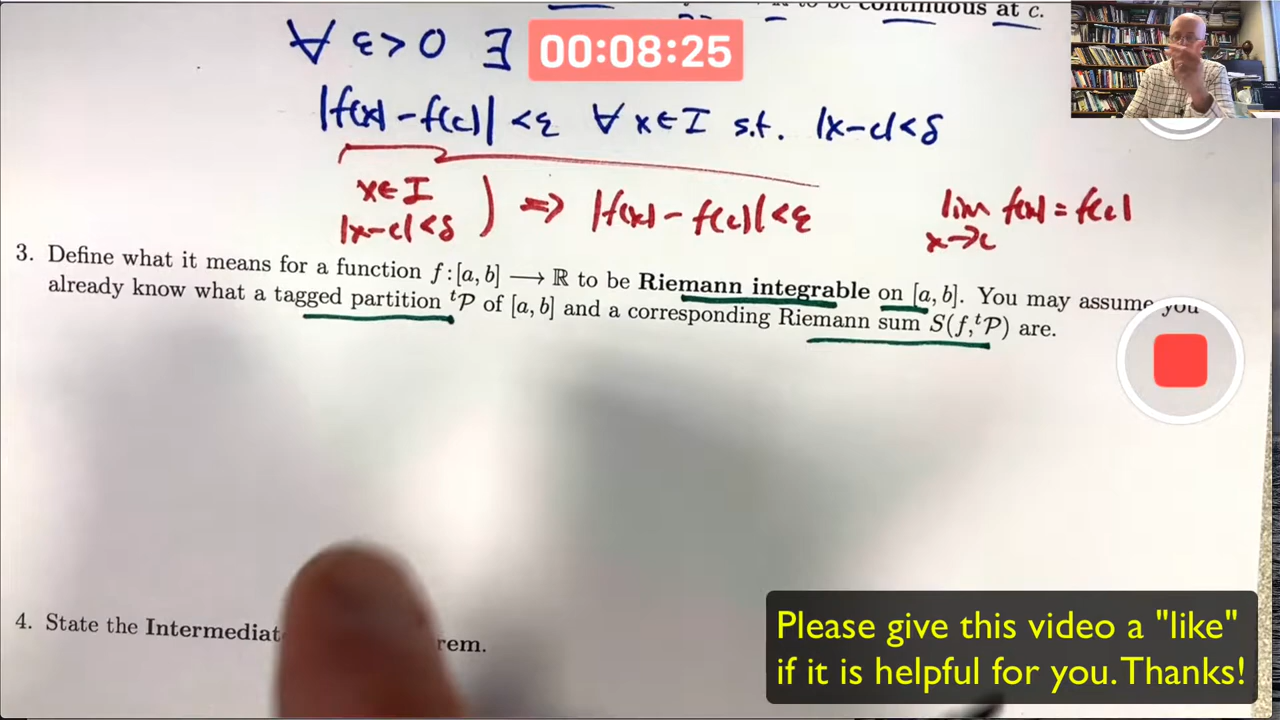 continuous at c.
∀ ε>0 ∃ 00:08:25
|f(x)-f(c)|<ε ∀ x∈I s.t. |x-c|<δ
x∈I
|x-c|<δ ) => |f(x)-f(c)|<ε
lim f(x)=f(c)
x→c
3. Define what it means for a function f:[a,b] ⟶ ℝ to be Riemann integrable on [a,b]. You may assume you
already know what a tagged partition ᵗ𝒫 of [a,b] and a corresponding Riemann sum S(f,ᵗ𝒫) are.
4. State the Intermediat rem.
Please give this video a "like"
if it is helpful for you. Thanks!